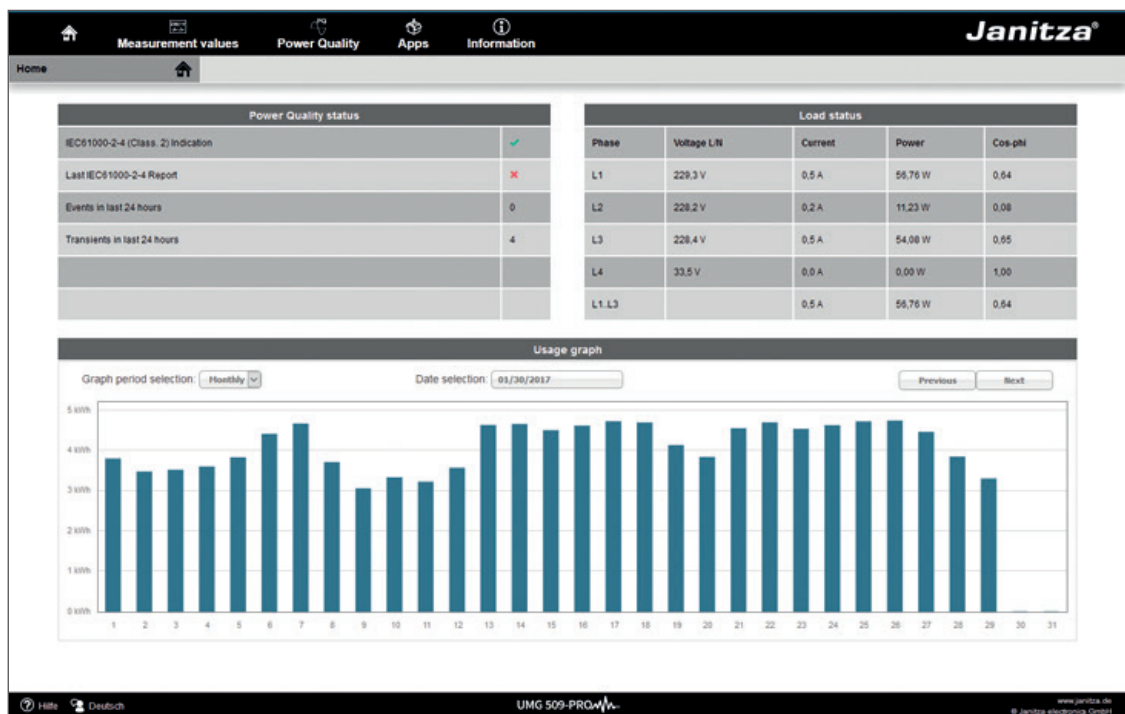 Measurement values Power Quality Apps Information Janitza®
Home
Power Quality status
IEC61000-2-4 (Class. 2) Indication
Last IEC61000-2-4 Report
Events in last 24 hours 0
Transients in last 24 hours 4
Load status
Phase Voltage L/N Current Power Cos-phi
L1 229,3 V 0,5 A 56,76 W 0,64
L2 228,2 V 0,2 A 11,23 W 0,08
L3 228,4 V 0,5 A 54,08 W 0,65
L4 33,5 V 0,0 A 0,00 W 1,00
L1..L3 0,5 A 56,76 W 0,64
Usage graph
Graph period selection: Monthly Date selection: 01/30/2017 Previous Next
5 kWh
4 kWh
3 kWh
2 kWh
1 kWh
0 kWh
1 2 3 4 5 6 7 8 9 10 11 12 13 14 15 16 17 18 19 20 21 22 23 24 25 26 27 28 29 30 31
Hilfe Deutsch UMG 509-PRO www.janitza.de
© Janitza electronics GmbH